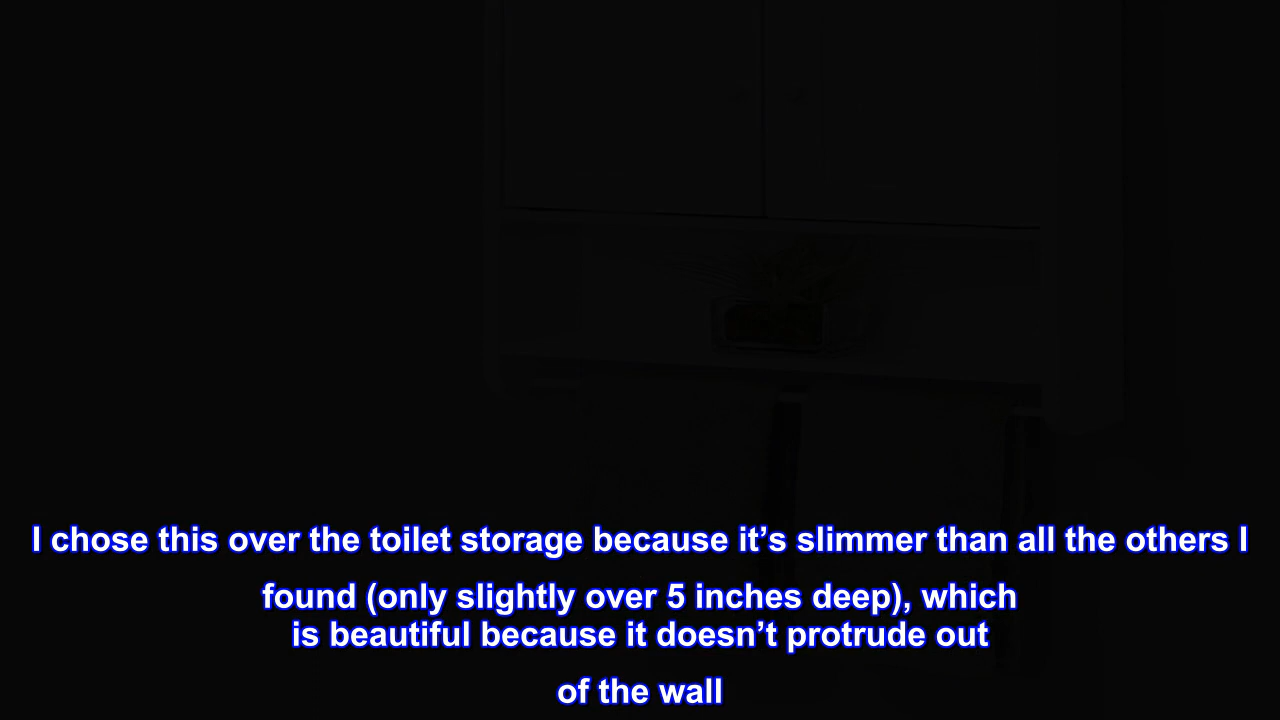 I chose this over the toilet storage because it’s slimmer than all the others I
found (only slightly over 5 inches deep), which
is beautiful because it doesn’t protrude out
of the wall